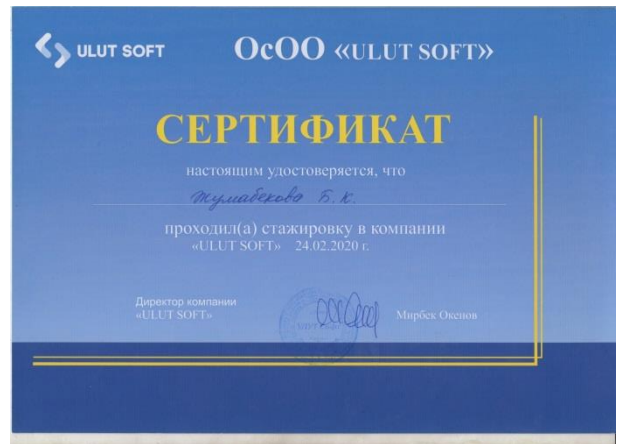 ULUT SOFT
ОсОО «ULUT SOFT»
СЕРТИФИКАТ
настоящим удостоверяется, что
Жумабекова Б. К.
проходил(а) стажировку в компании
«ULUT SOFT» 24.02.2020 г.
Директор компании
«ULUT SOFT»
Мирбек Окенов